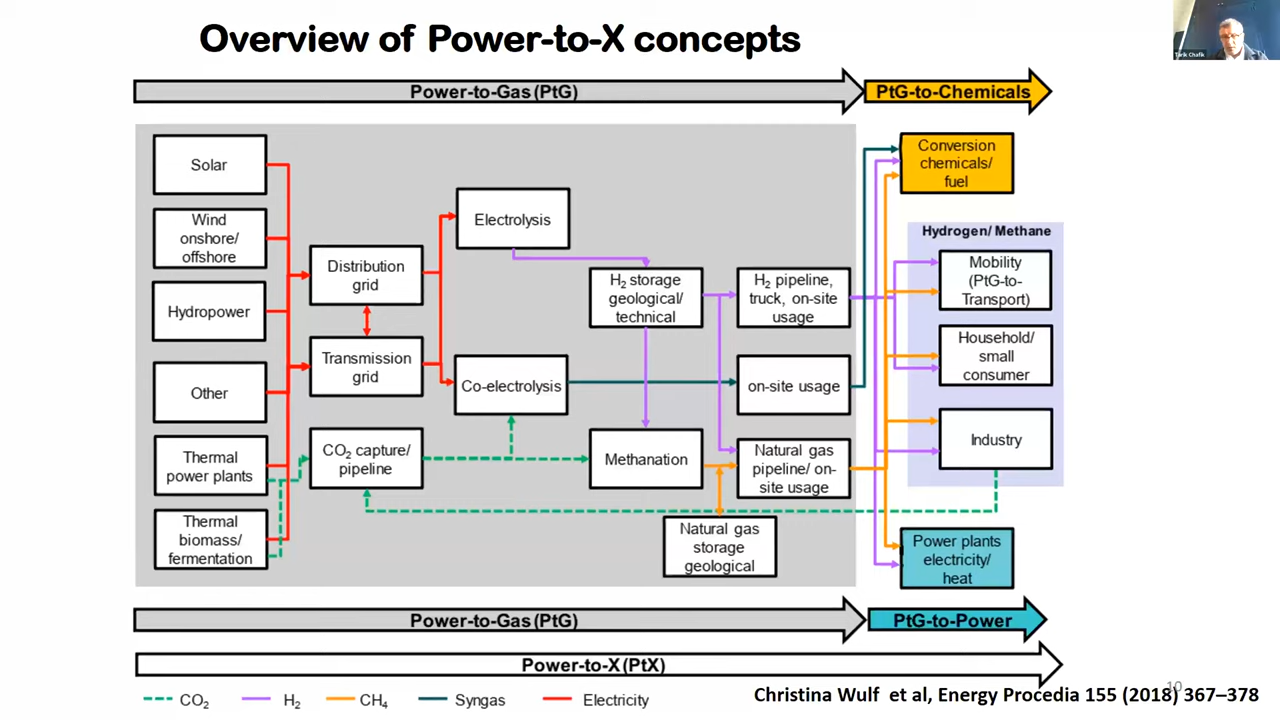 Overview of Power-to-X concepts
Tarik Chafik
Power-to-Gas (PtG)
PtG-to-Chemicals
Solar
Wind
onshore/
offshore
Hydropower
Other
Thermal
power plants
Thermal
biomass/
fermentation
Distribution
grid
Transmission
grid
CO₂ capture/
pipeline
Electrolysis
Co-electrolysis
H₂ storage
geological/
technical
Methanation
Natural gas
storage
geological
H₂ pipeline,
truck, on-site
usage
on-site usage
Natural gas
pipeline/ on-
site usage
Conversion
chemicals/
fuel
Hydrogen/ Methane
Mobility
(PtG-to-
Transport)
Household/
small
consumer
Industry
Power plants
electricity/
heat
Power-to-Gas (PtG)
PtG-to-Power
Power-to-X (PtX)
CO₂
H₂
CH₄
Syngas
Electricity
10
Christina Wulf et al, Energy Procedia 155 (2018) 367–378